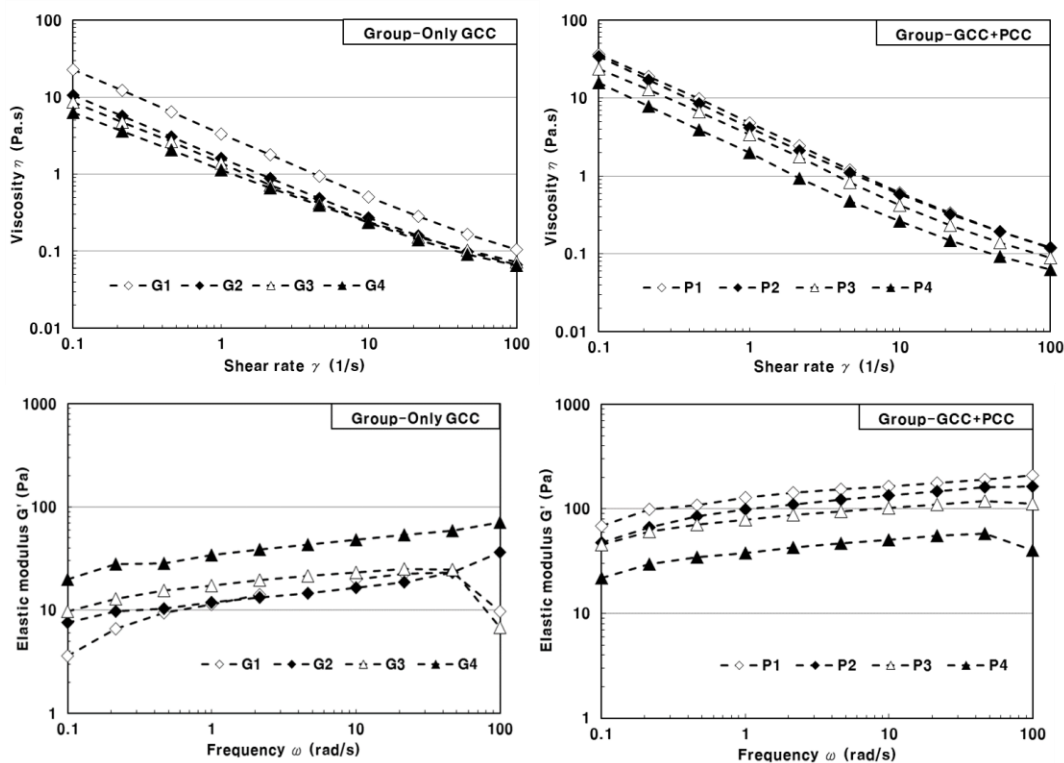 Group-Only GCC
100
10
1
0.1
0.01
Viscosity η (Pa.s)
G1 G2 G3 G4
0.1 1 10 100
Shear rate γ (1/s)
Group-GCC+PCC
100
10
1
0.1
0.01
Viscosity η (Pa.s)
P1 P2 P3 P4
0.1 1 10 100
Shear rate γ (1/s)
Group-Only GCC
1000
100
10
1
Elastic modulus G' (Pa)
G1 G2 G3 G4
0.1 1 10 100
Frequency ω (rad/s)
Group-GCC+PCC
1000
100
10
1
Elastic modulus G' (Pa)
P1 P2 P3 P4
0.1 1 10 100
Frequency ω (rad/s)